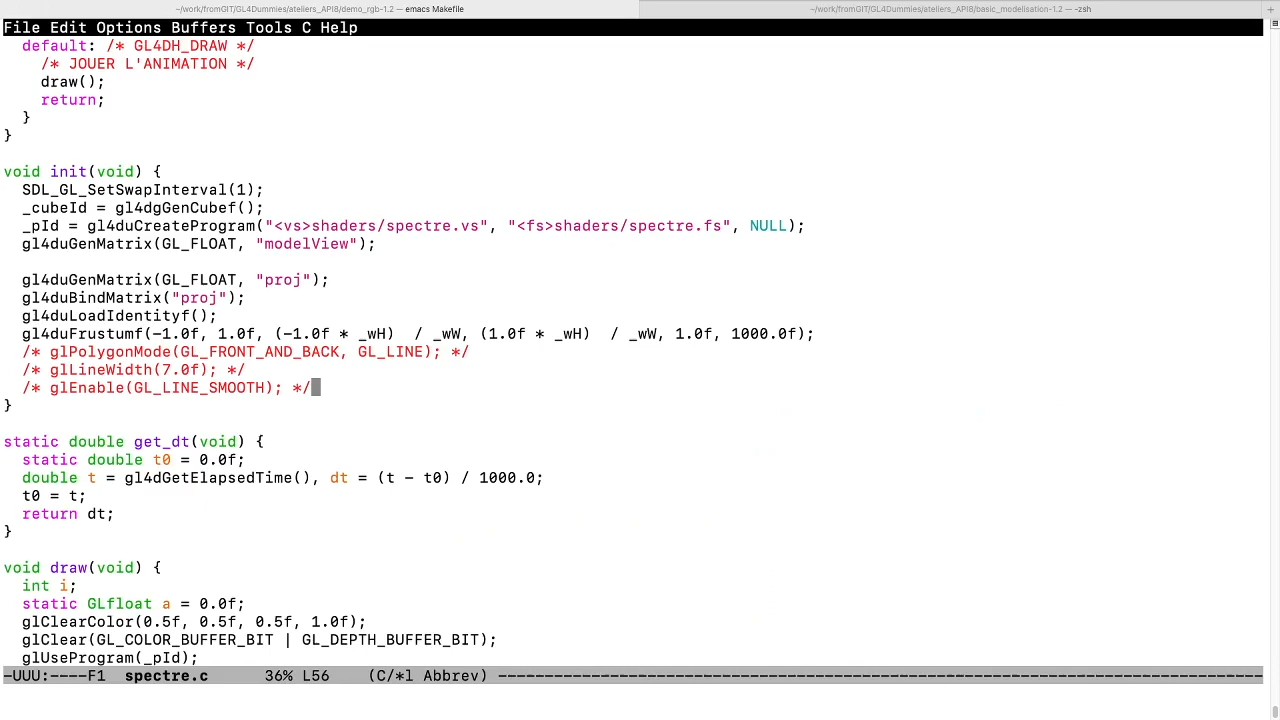 ~/work/fromGIT/GL4Dummies/ateliers_API8/demo_rgb-1.2 — emacs Makefile
~/work/fromGIT/GL4Dummies/ateliers_API8/basic_modelisation-1.2 — -zsh
File Edit Options Buffers Tools C Help
  default: /* GL4DH_DRAW */
    /* JOUER L'ANIMATION */
    draw();
    return;
  }
}
void init(void) {
  SDL_GL_SetSwapInterval(1);
  _cubeId = gl4dgGenCubef();
  _pId = gl4duCreateProgram("<vs>shaders/spectre.vs", "<fs>shaders/spectre.fs", NULL);
  gl4duGenMatrix(GL_FLOAT, "modelView");
  gl4duGenMatrix(GL_FLOAT, "proj");
  gl4duBindMatrix("proj");
  gl4duLoadIdentityf();
  gl4duFrustumf(-1.0f, 1.0f, (-1.0f * _wH)  / _wW, (1.0f * _wH)  / _wW, 1.0f, 1000.0f);
  /* glPolygonMode(GL_FRONT_AND_BACK, GL_LINE); */
  /* glLineWidth(7.0f); */
  /* glEnable(GL_LINE_SMOOTH); */
}
static double get_dt(void) {
  static double t0 = 0.0f;
  double t = gl4dGetElapsedTime(), dt = (t - t0) / 1000.0;
  t0 = t;
  return dt;
}
void draw(void) {
  int i;
  static GLfloat a = 0.0f;
  glClearColor(0.5f, 0.5f, 0.5f, 1.0f);
  glClear(GL_COLOR_BUFFER_BIT | GL_DEPTH_BUFFER_BIT);
  glUseProgram(_pId);
-UUU:----F1  spectre.c      36% L56    (C/*l Abbrev) ----------------------------------------------------------------------------------